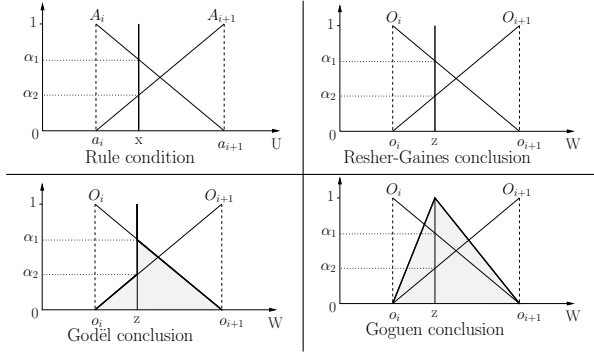 A_i A_{i+1}
1
α_1
α_2
0
a_i x a_{i+1} U
Rule condition
O_i O_{i+1}
1
α_1
α_2
0
o_i z o_{i+1} W
Resher-Gaines conclusion
O_i O_{i+1}
1
α_1
α_2
0
o_i z o_{i+1} W
Godël conclusion
O_i O_{i+1}
1
α_1
α_2
0
o_i z o_{i+1} W
Goguen conclusion